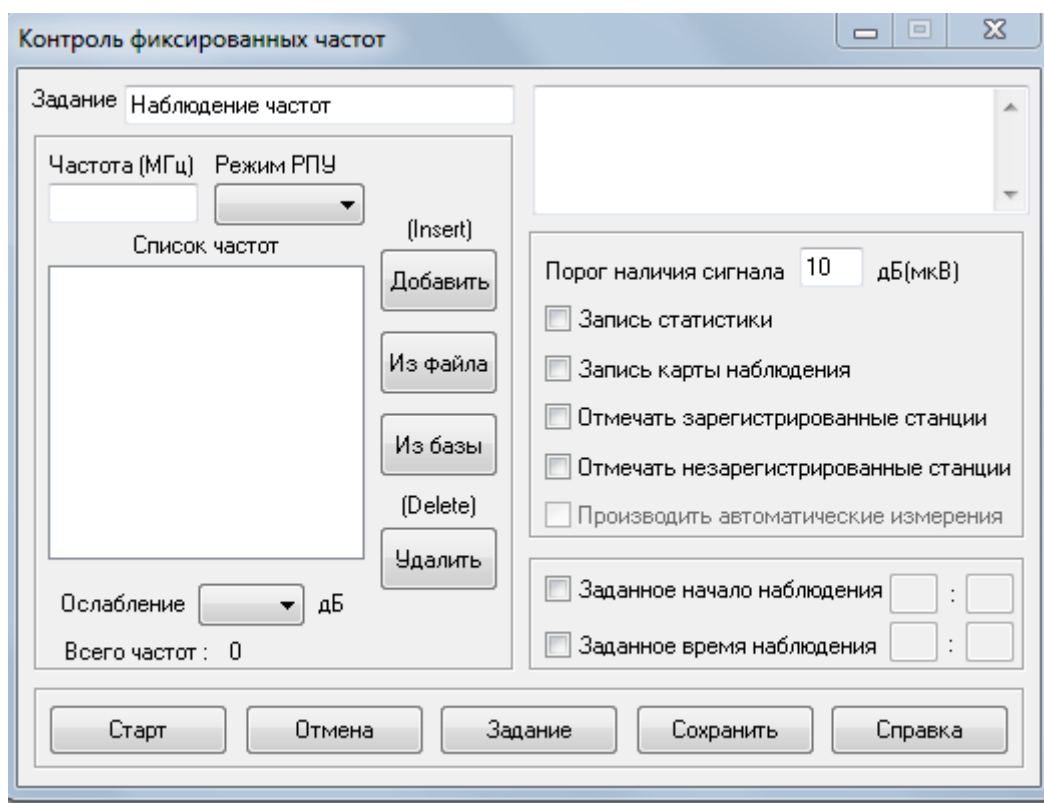 Контроль фиксированных частот
Задание Наблюдение частот
Частота (МГц) Режим РПУ
Список частот
(Insert)
Добавить
Из файла
Из базы
(Delete)
Удалить
Ослабление дБ
Всего частот : 0
Порог наличия сигнала 10 дБ(мкВ)
Запись статистики
Запись карты наблюдения
Отмечать зарегистрированные станции
Отмечать незарегистрированные станции
Производить автоматические измерения
Заданное начало наблюдения :
Заданное время наблюдения :
Старт Отмена Задание Сохранить Справка